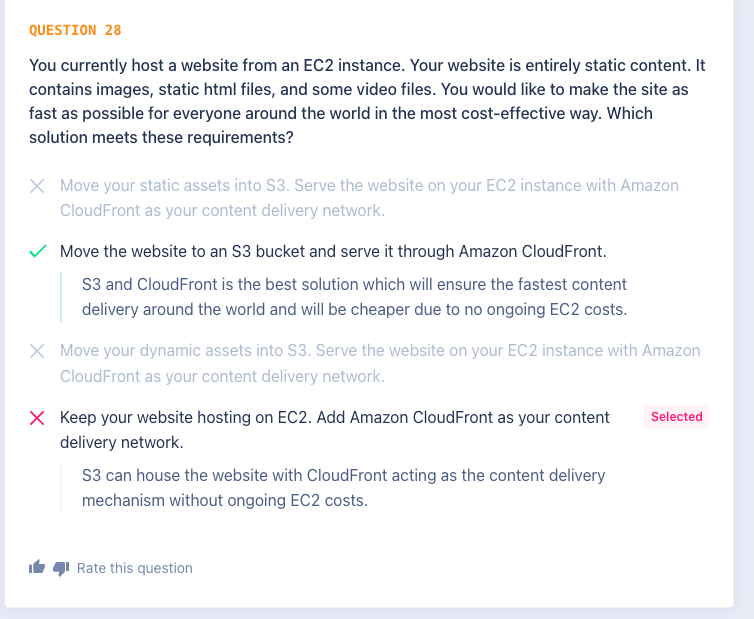 QUESTION 28
You currently host a website from an EC2 instance. Your website is entirely static content. It
contains images, static html files, and some video files. You would like to make the site as
fast as possible for everyone around the world in the most cost-effective way. Which
solution meets these requirements?
Move your static assets into S3. Serve the website on your EC2 instance with Amazon
CloudFront as your content delivery network.
Move the website to an S3 bucket and serve it through Amazon CloudFront.
S3 and CloudFront is the best solution which will ensure the fastest content
delivery around the world and will be cheaper due to no ongoing EC2 costs.
Move your dynamic assets into S3. Serve the website on your EC2 instance with Amazon
CloudFront as your content delivery network.
Keep your website hosting on EC2. Add Amazon CloudFront as your content
delivery network.
Selected
S3 can house the website with CloudFront acting as the content delivery
mechanism without ongoing EC2 costs.
Rate this question